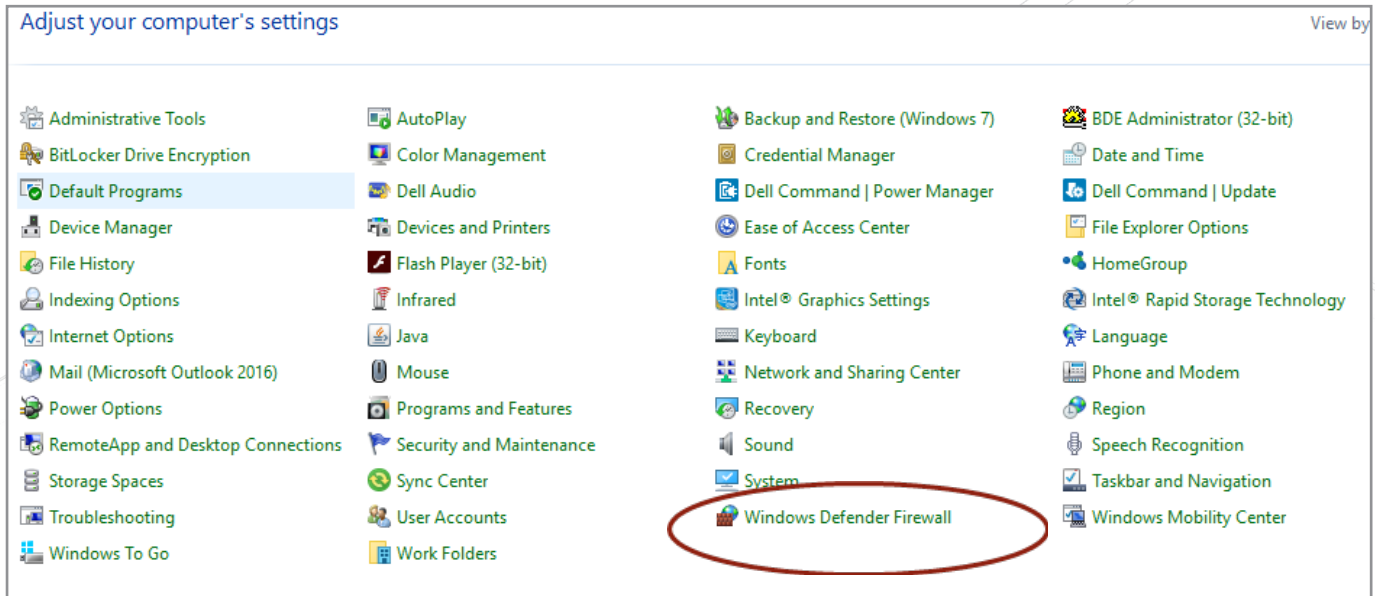 Adjust your computer's settings
View by
Administrative Tools
AutoPlay
Backup and Restore (Windows 7)
BDE Administrator (32-bit)
BitLocker Drive Encryption
Color Management
Credential Manager
Date and Time
Default Programs
Dell Audio
Dell Command | Power Manager
Dell Command | Update
Device Manager
Devices and Printers
Ease of Access Center
File Explorer Options
File History
Flash Player (32-bit)
Fonts
HomeGroup
Indexing Options
Infrared
Intel® Graphics Settings
Intel® Rapid Storage Technology
Internet Options
Java
Keyboard
Language
Mail (Microsoft Outlook 2016)
Mouse
Network and Sharing Center
Phone and Modem
Power Options
Programs and Features
Recovery
Region
RemoteApp and Desktop Connections
Security and Maintenance
Sound
Speech Recognition
Storage Spaces
Sync Center
System
Taskbar and Navigation
Troubleshooting
User Accounts
Windows Defender Firewall
Windows Mobility Center
Windows To Go
Work Folders